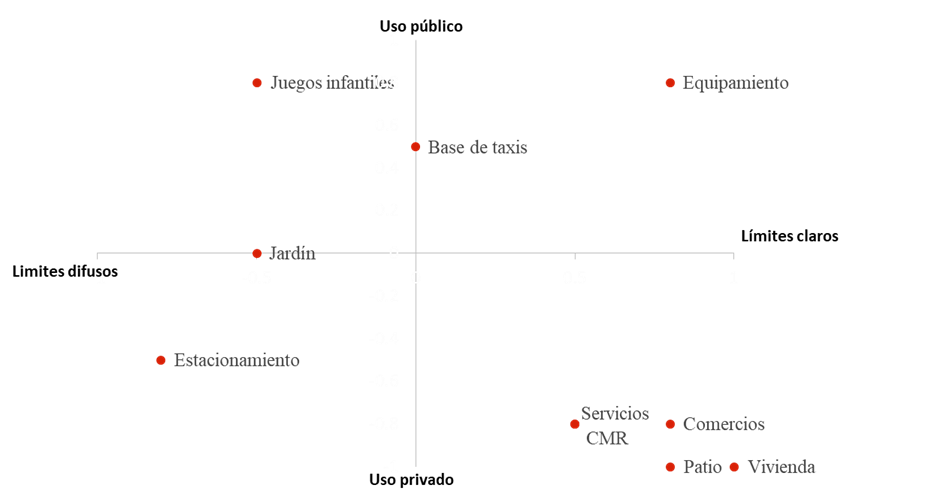 Uso público
Juegos infantiles
Equipamiento
Base de taxis
Límites claros
Jardín
Limites difusos
Estacionamiento
Servicios
CMR
Comercios
Patio
Vivienda
Uso privado